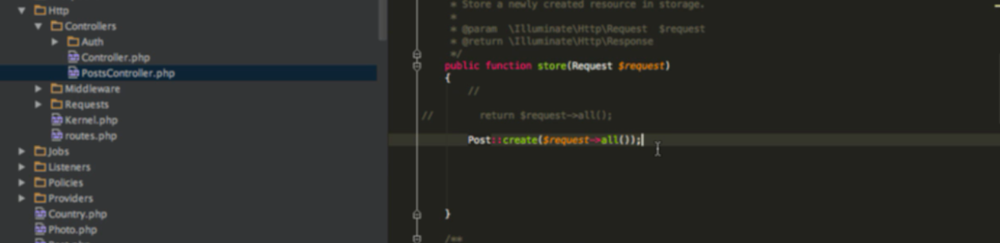 Http
Controllers
Auth
Controller.php
PostsController.php
Middleware
Requests
Kernel.php
routes.php
Jobs
Listeners
Policies
Providers
Country.php
Photo.php
* Store a newly created resource in storage.
*
* @param  \Illuminate\Http\Request  $request
* @return \Illuminate\Http\Response
*/
public function store(Request $request)
{
//
//        return $request->all();
Post::create($request->all());
}
/**